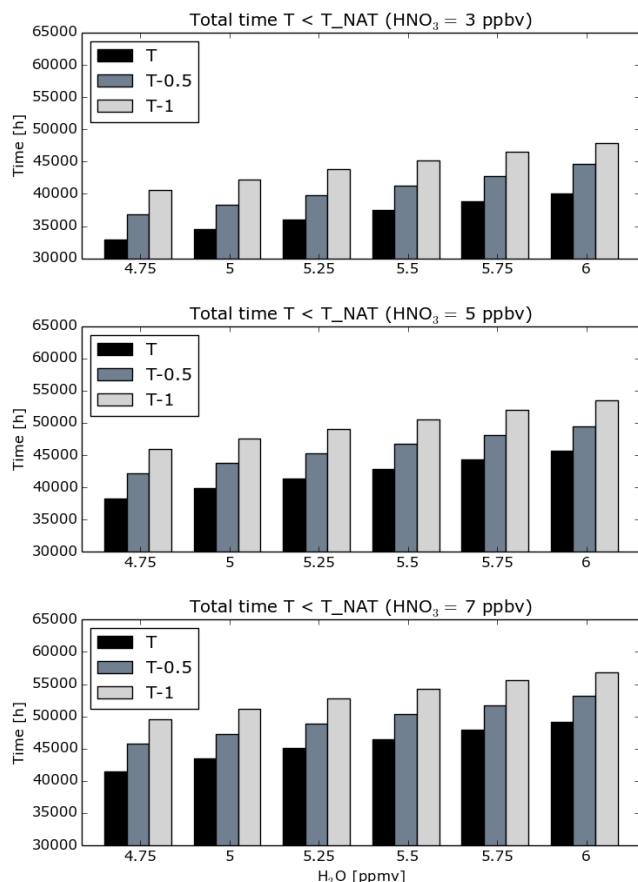 Total time T < T_NAT (HNO₃ = 3 ppbv)
65000
60000
55000
50000
45000
40000
35000
30000
Time [h]
T
T-0.5
T-1
4.75 5 5.25 5.5 5.75 6
Total time T < T_NAT (HNO₃ = 5 ppbv)
65000
60000
55000
50000
45000
40000
35000
30000
Time [h]
T
T-0.5
T-1
4.75 5 5.25 5.5 5.75 6
Total time T < T_NAT (HNO₃ = 7 ppbv)
65000
60000
55000
50000
45000
40000
35000
30000
Time [h]
T
T-0.5
T-1
4.75 5 5.25 5.5 5.75 6
H₂O [ppmv]